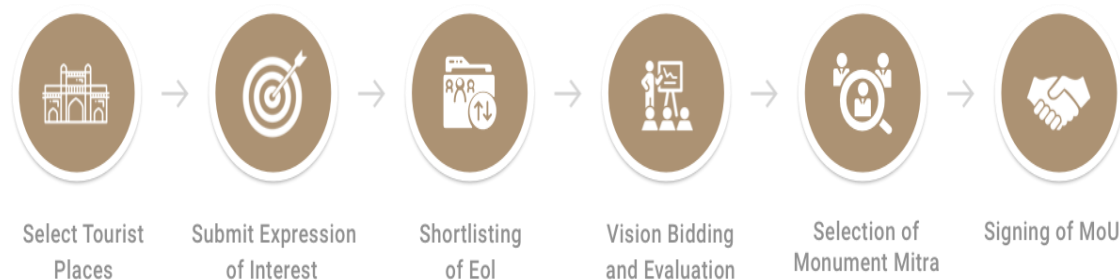 Select Tourist
Places
Submit Expression
of Interest
Shortlisting
of EoI
Vision Bidding
and Evaluation
Selection of
Monument Mitra
Signing of MoU